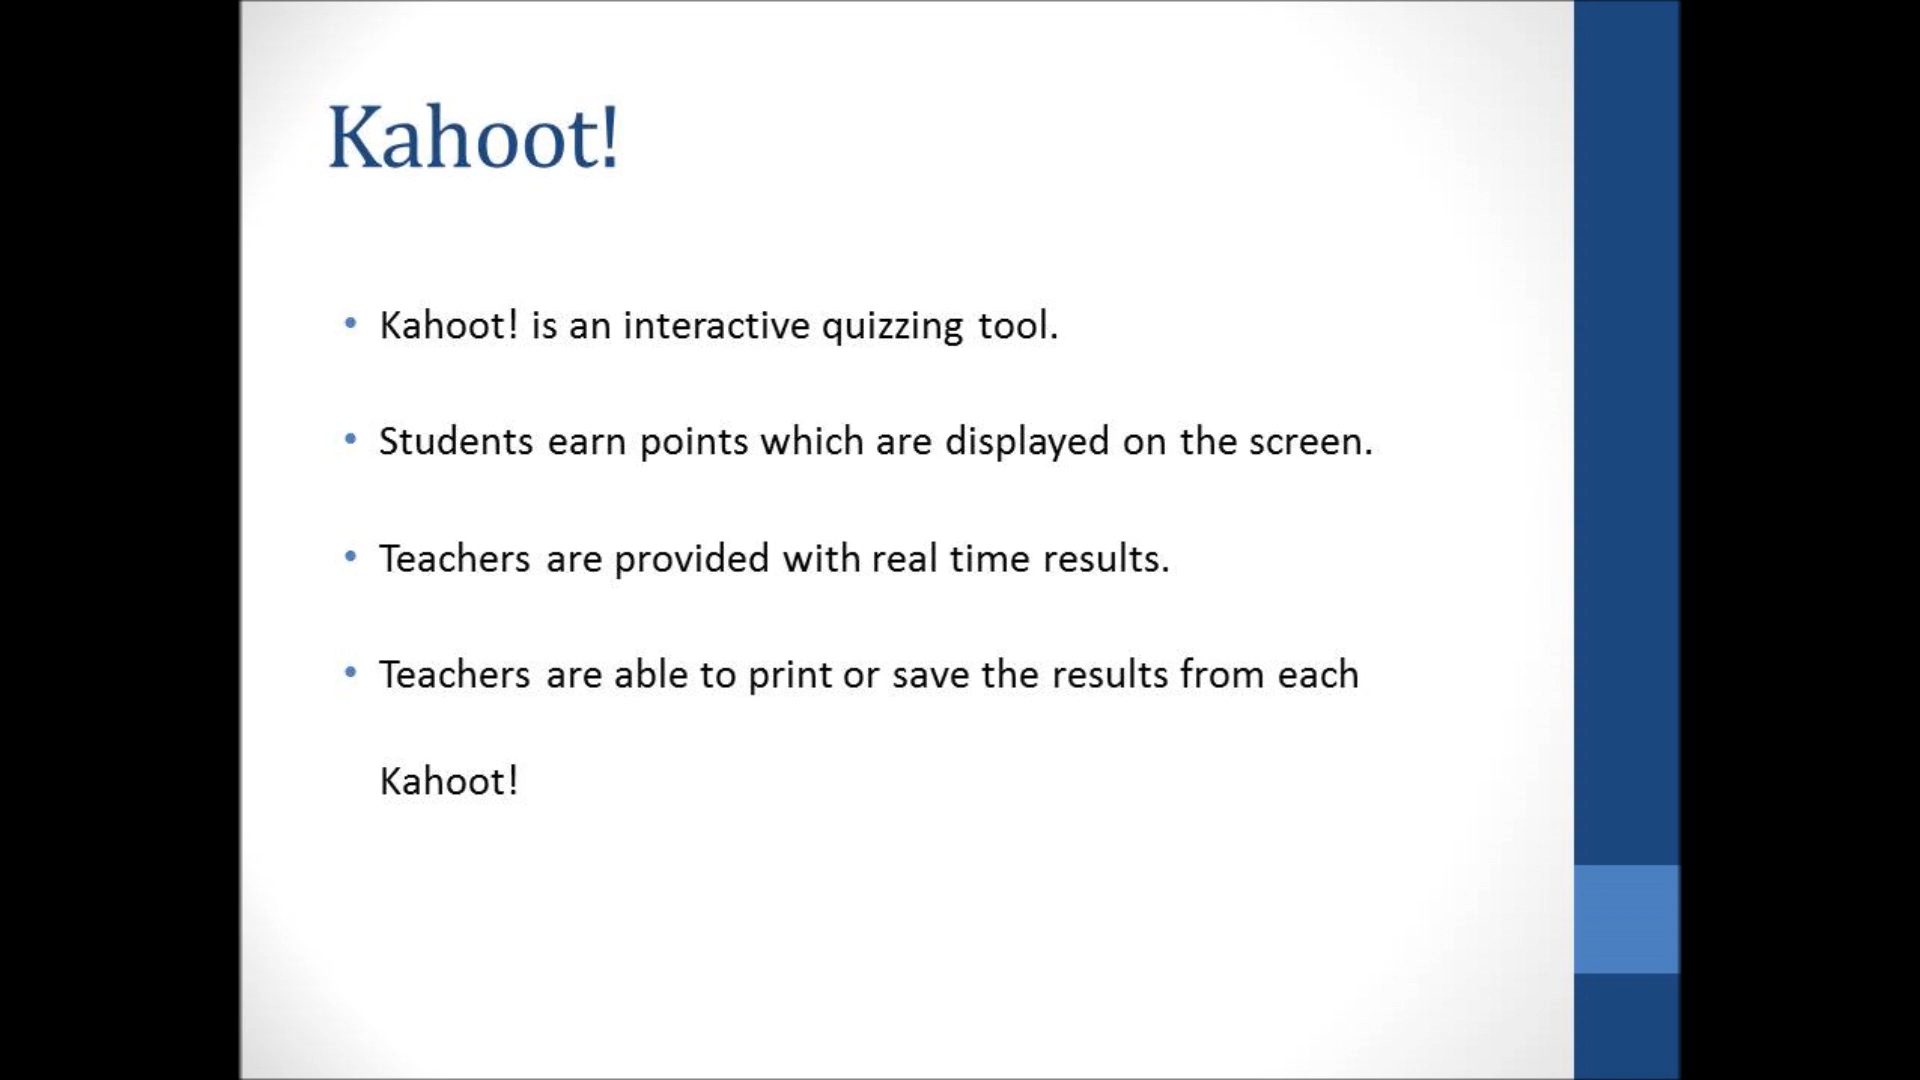 Kahoot!
• Kahoot! is an interactive quizzing tool.
• Students earn points which are displayed on the screen.
• Teachers are provided with real time results.
• Teachers are able to print or save the results from each
Kahoot!